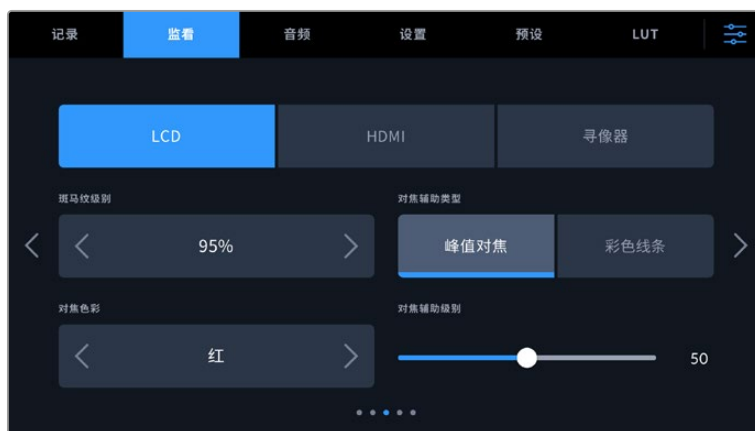 记录 监看 音频 设置 预设 LUT
LCD HDMI 寻像器
斑马纹级别 对焦辅助类型
95% 峰值对焦 彩色线条
对焦色彩 对焦辅助级别
红 50